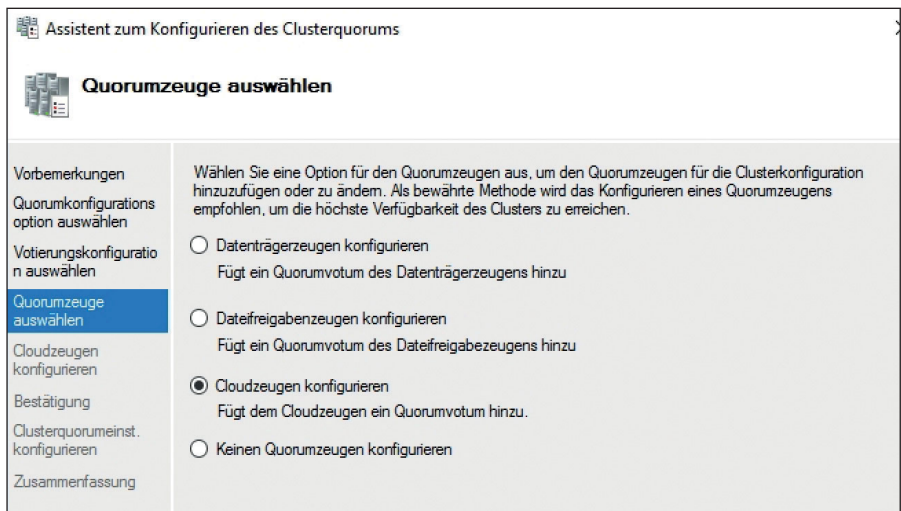 Assistent zum Konfigurieren des Clusterquorums
Quorumzeuge auswählen
Vorbemerkungen
Quorumkonfigurations
option auswählen
Votierungskonfiguratio
n auswählen
Quorumzeuge
auswählen
Cloudzeugen
konfigurieren
Bestätigung
Clusterquorumeinst.
konfigurieren
Zusammenfassung
Wählen Sie eine Option für den Quorumzeugen aus, um den Quorumzeugen für die Clusterkonfiguration
hinzuzufügen oder zu ändern. Als bewährte Methode wird das Konfigurieren eines Quorumzeugens
empfohlen, um die höchste Verfügbarkeit des Clusters zu erreichen.
Datenträgerzeugen konfigurieren
Fügt ein Quorumvotum des Datenträgerzeugens hinzu
Dateifreigabenzeugen konfigurieren
Fügt ein Quorumvotum des Dateifreigabezeugens hinzu
Cloudzeugen konfigurieren
Fügt dem Cloudzeugen ein Quorumvotum hinzu.
Keinen Quorumzeugen konfigurieren